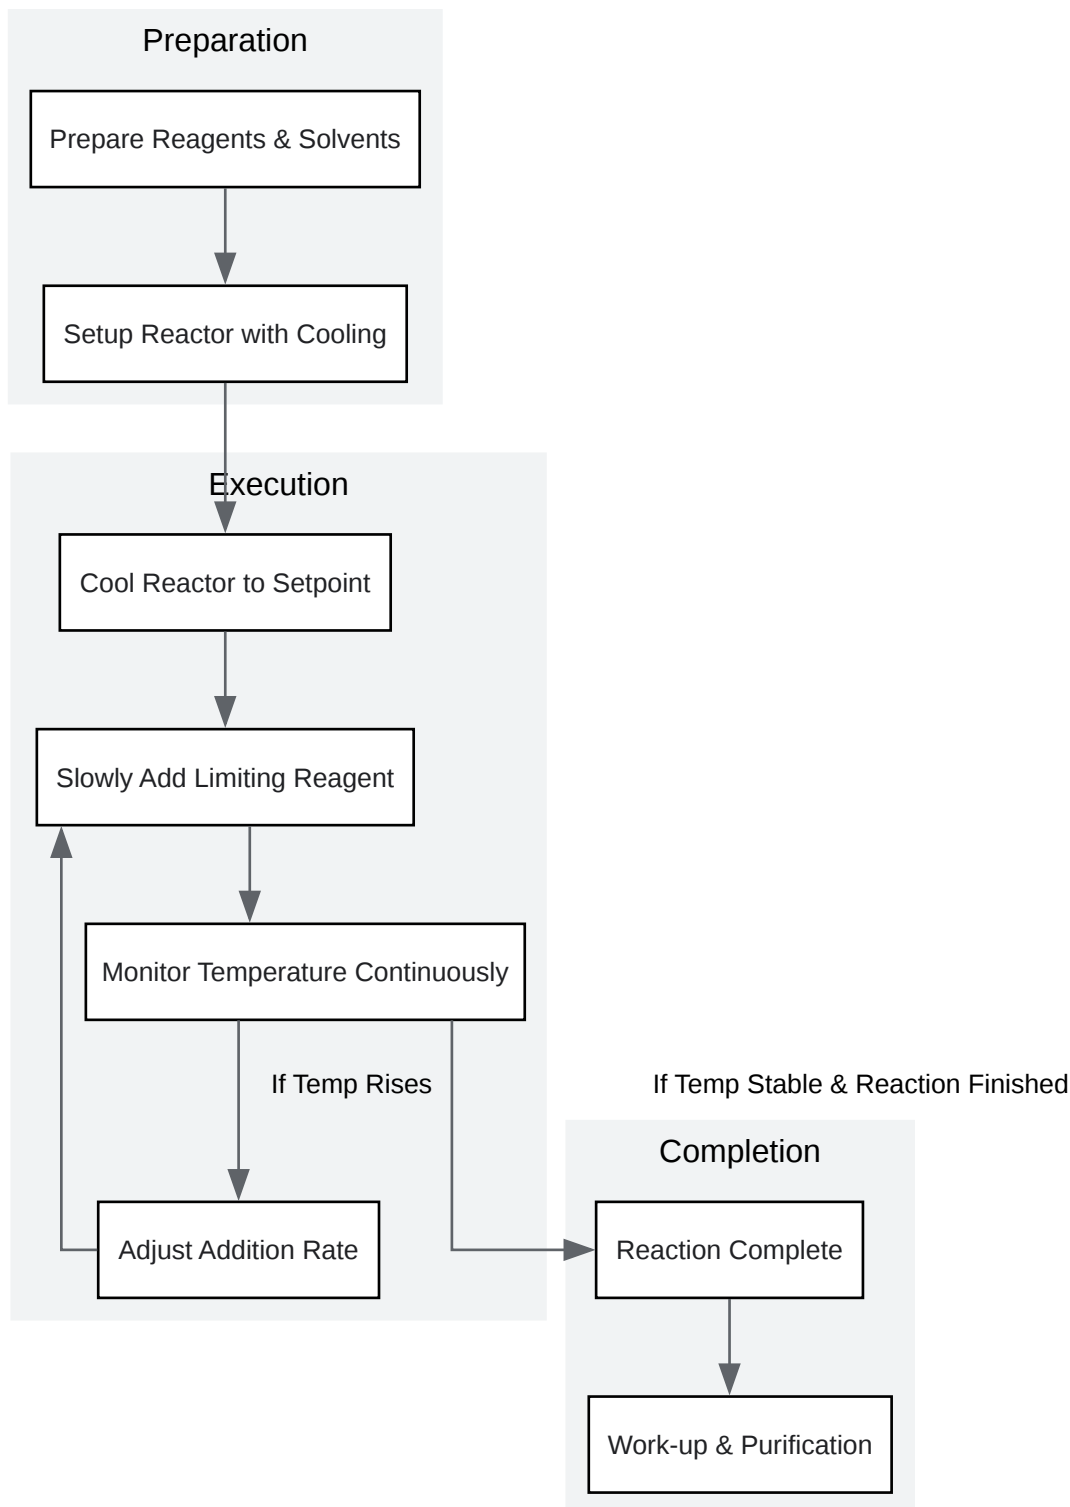 Preparation
Prepare Reagents & Solvents
Setup Reactor with Cooling
Execution
Cool Reactor to Setpoint
Slowly Add Limiting Reagent
Monitor Temperature Continuously
If Temp Rises
If Temp Stable & Reaction Finished
Completion
Adjust Addition Rate
Reaction Complete
Work-up & Purification